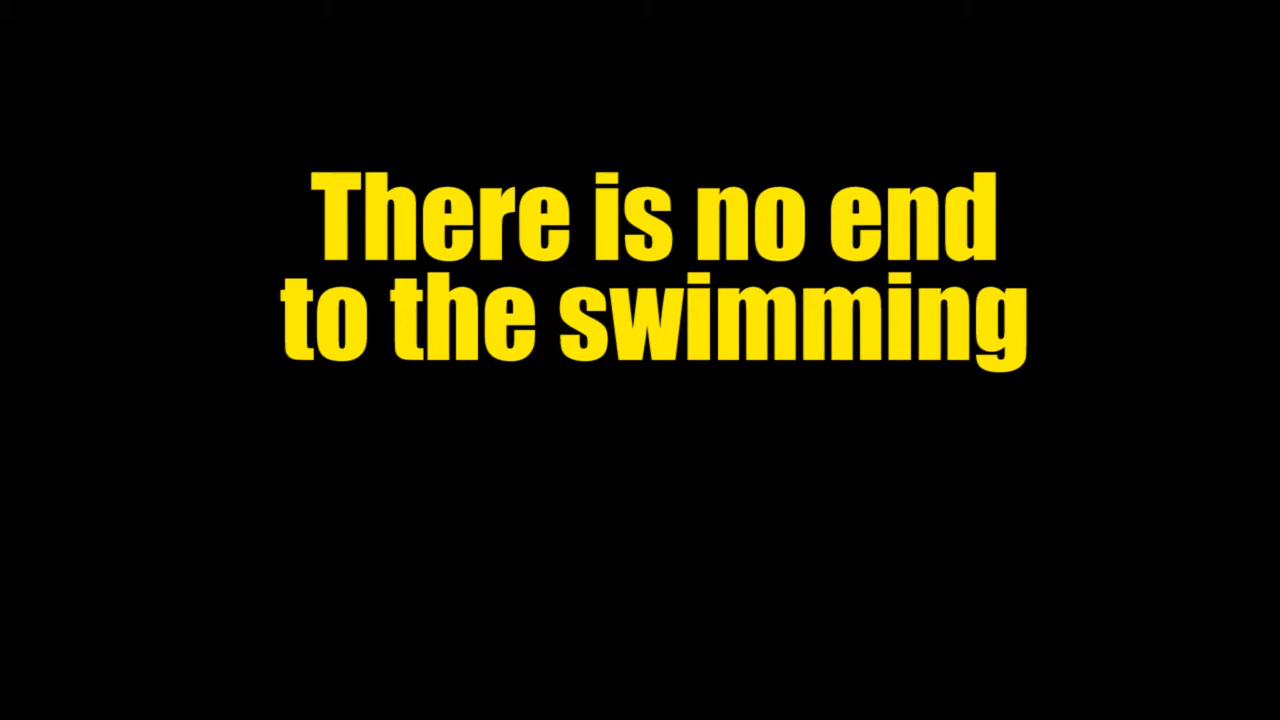 There is no end
to the swimming